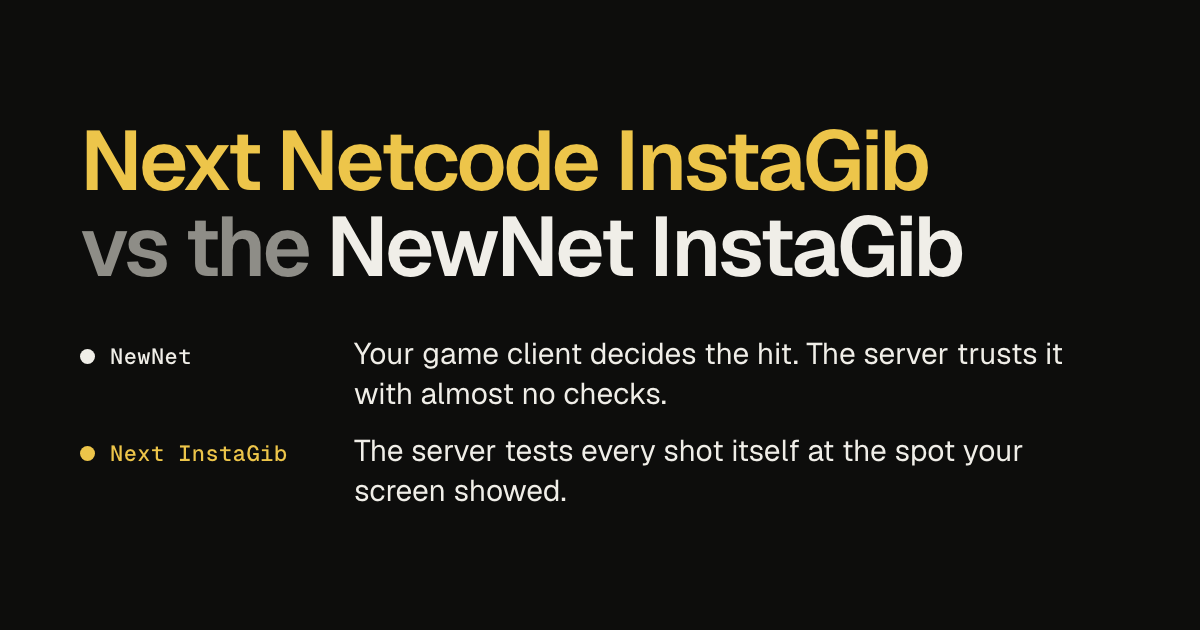 Next Netcode InstaGib
vs the NewNet InstaGib
NewNet
Your game client decides the hit. The server trusts it
with almost no checks.
Next InstaGib
The server tests every shot itself at the spot your
screen showed.